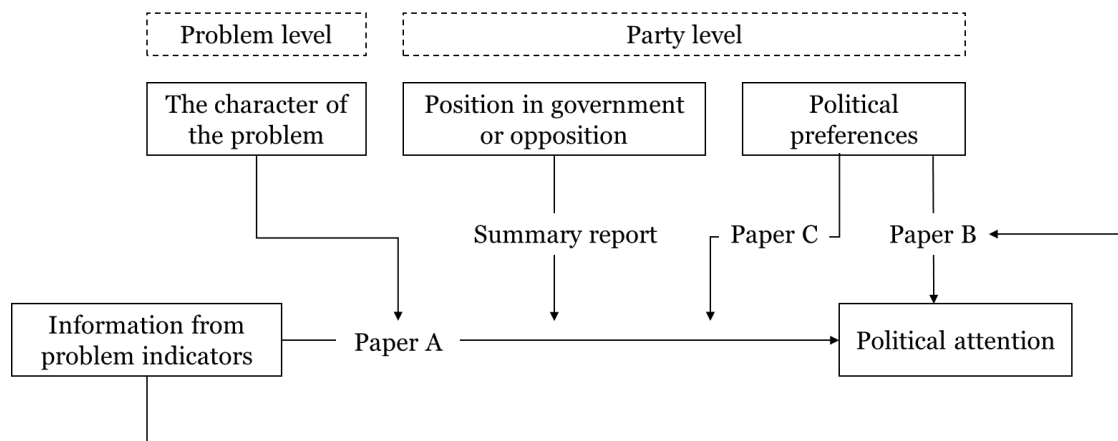 Problem level
Party level
The character of
the problem
Position in government
or opposition
Political
preferences
Summary report
Paper C
Paper B
Information from
problem indicators
Paper A
Political attention